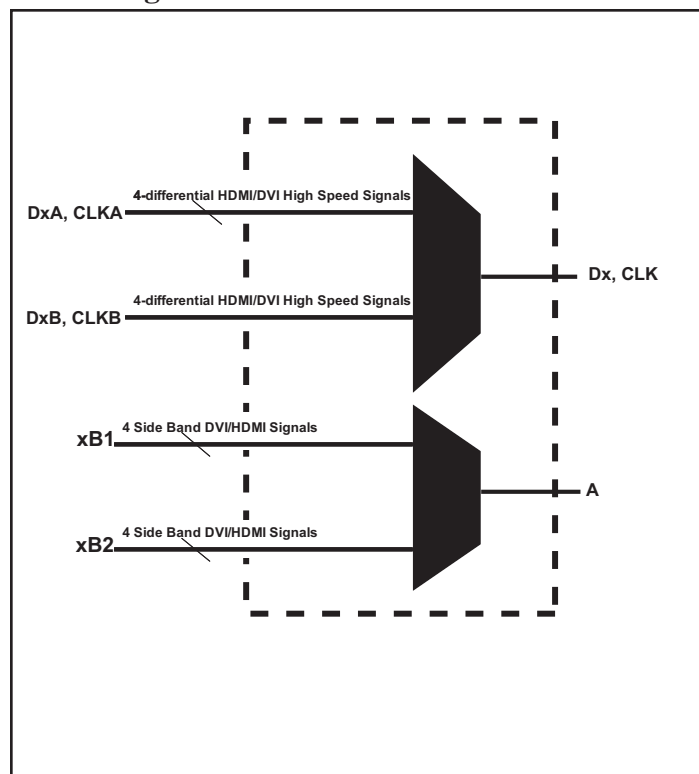 4-differential HDMI/DVI High Speed Signals
DxA, CLKA
Dx, CLK
4-differential HDMI/DVI High Speed Signals
DxB, CLKB
4 Side Band DVI/HDMI Signals
xB1
A
4 Side Band DVI/HDMI Signals
xB2